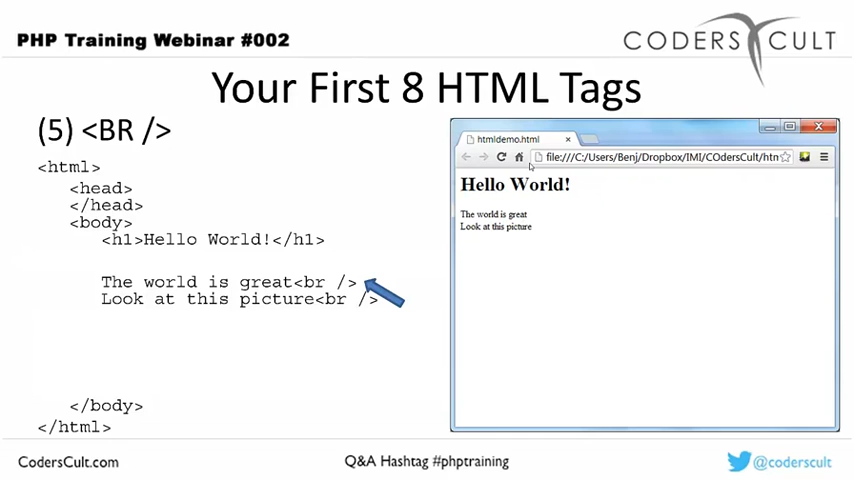 PHP Training Webinar #002
CODERS CULT
Your First 8 HTML Tags
(5) <BR />
<html>
<head>
</head>
<body>
<h1>Hello World!</h1>
The world is great<br />
Look at this picture<br />
</body>
</html>
htmldemo.html
file:///C:/Users/Benj/Dropbox/IMI/COdersCult/htn
Hello World!
The world is great
Look at this picture
CodersCult.com
Q&A Hashtag #phptraining
@coderscult